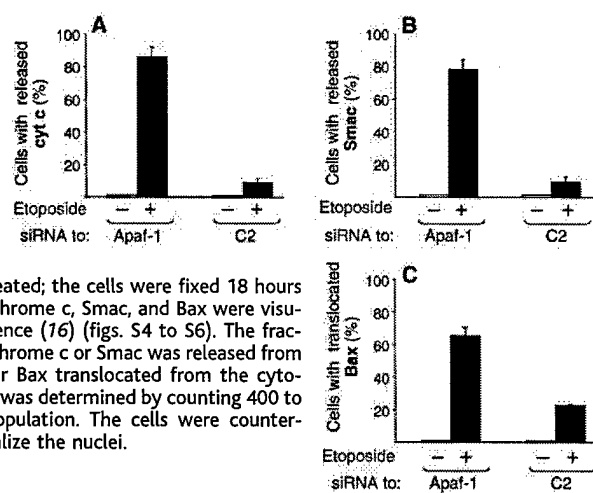 A
Cells with released
cyt c (%)
100
80
60
40
20
Etoposide − + − +
siRNA to: Apaf-1 C2
B
Cells with released
Smac (%)
100
80
60
40
20
Etoposide − + − +
siRNA to: Apaf-1 C2
eated; the cells were fixed 18 hours
chrome c, Smac, and Bax were visu-
ence (16) (figs. S4 to S6). The frac-
chrome c or Smac was released from
r Bax translocated from the cyto-
was determined by counting 400 to
opulation. The cells were counter-
alize the nuclei.
C
Cells with translocated
Bax (%)
100
80
60
40
20
Etoposide − + − +
siRNA to: Apaf-1 C2